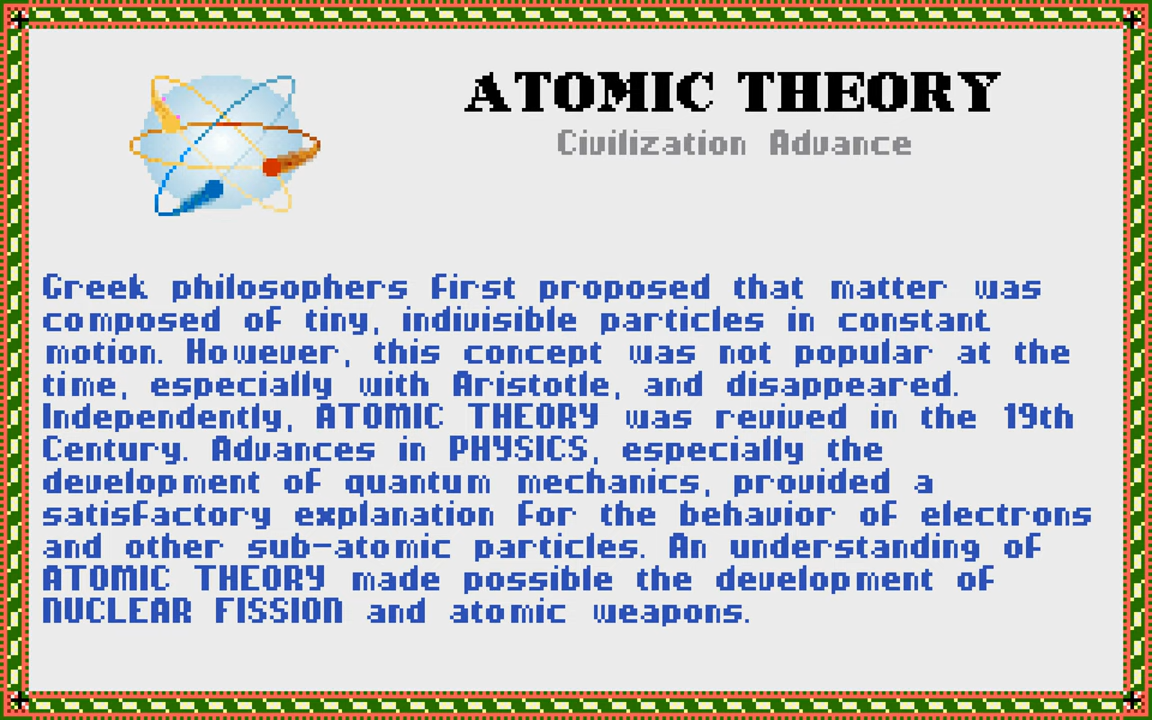 ATOMIC THEORY
Civilization Advance
Greek philosophers first proposed that matter was
composed of tiny, indivisible particles in constant
motion. However, this concept was not popular at the
time, especially with Aristotle, and disappeared.
Independently, ATOMIC THEORY was revived in the 19th
Century. Advances in PHYSICS, especially the
development of quantum mechanics, provided a
satisfactory explanation for the behavior of electrons
and other sub-atomic particles. An understanding of
ATOMIC THEORY made possible the development of
NUCLEAR FISSION and atomic weapons.